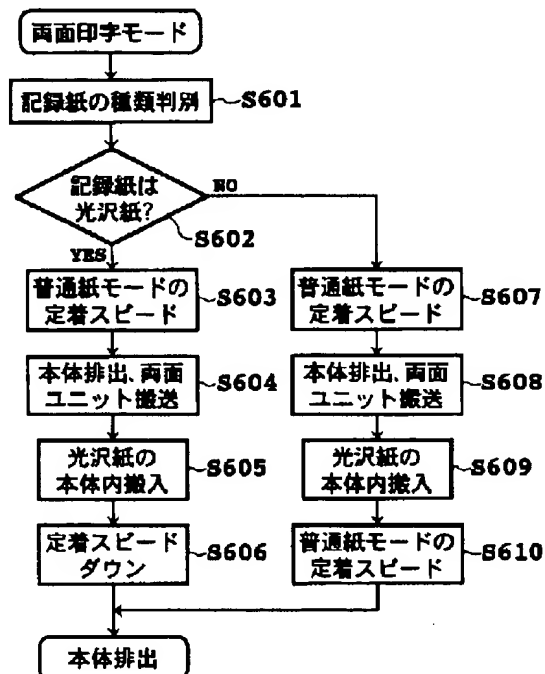 両面印字モード
記録紙の種類判別
S601
記録紙は
光沢紙?
NO
S602
YES
普通紙モードの
定着スピード
S603
本体排出、両面
ユニット搬送
S604
光沢紙の
本体内搬入
S605
定着スピード
ダウン
S606
普通紙モードの
定着スピード
S607
本体排出、両面
ユニット搬送
S608
光沢紙の
本体内搬入
S609
普通紙モードの
定着スピード
S610
本体排出